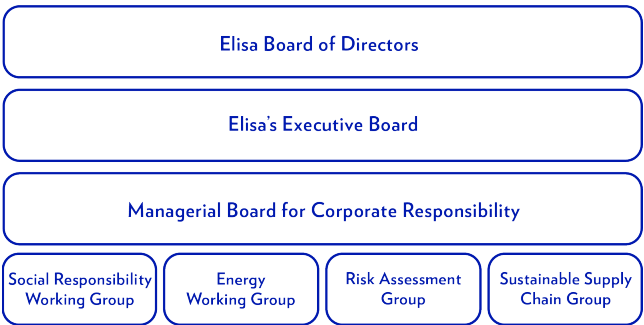 Elisa Board of Directors
Elisa's Executive Board
Managerial Board for Corporate Responsibility
Social Responsibility
Working Group
Energy
Working Group
Risk Assessment
Group
Sustainable Supply
Chain Group